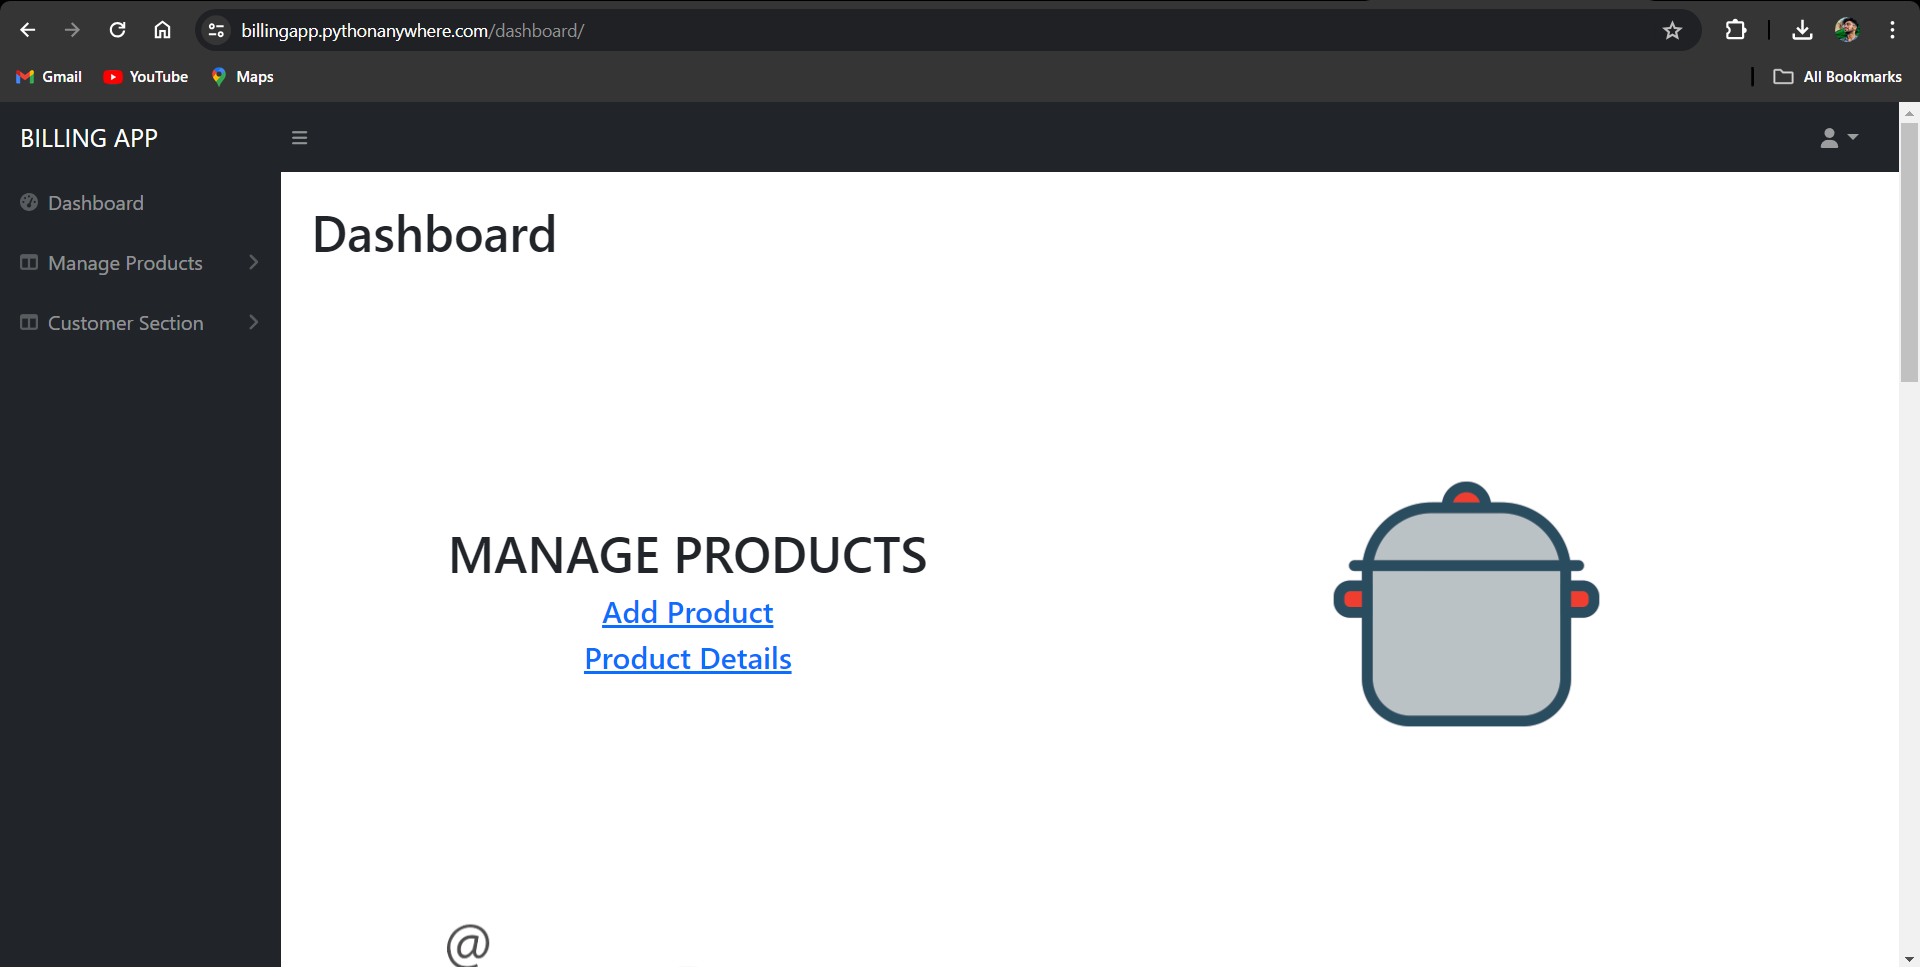 billingapp.pythonanywhere.com/dashboard/
Gmail YouTube Maps All Bookmarks
BILLING APP
Dashboard
Manage Products
Customer Section
Dashboard
MANAGE PRODUCTS
Add Product
Product Details
@